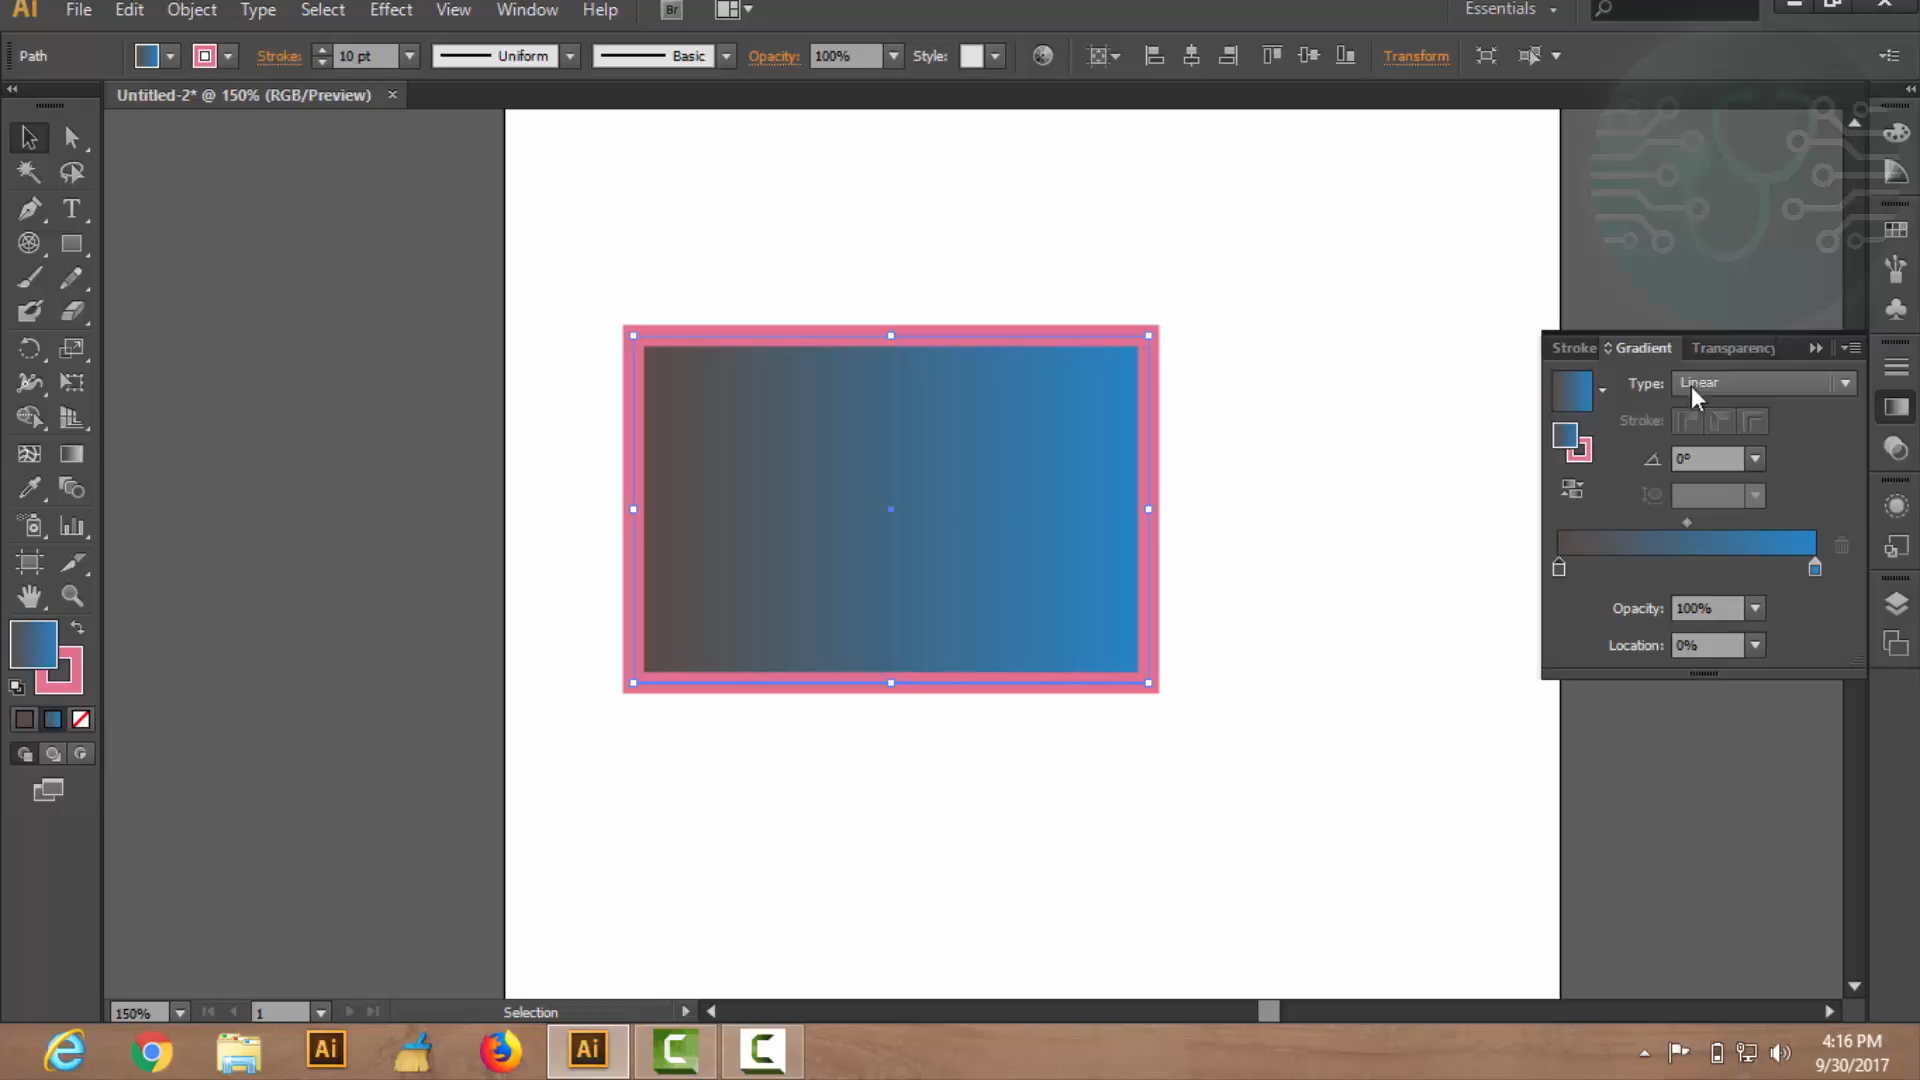 Ai File Edit Object Type Select Effect View Window Help Br Essentials
Path Stroke: 10 pt Uniform Basic Opacity: 100% Style: Transform
Untitled-2* @ 150% (RGB/Preview) ×
Stroke Gradient Transparency
Type: Linear
Stroke:
0°
Opacity: 100%
Location: 0%
150% 1 Selection
Ai Ai
4:16 PM
9/30/2017